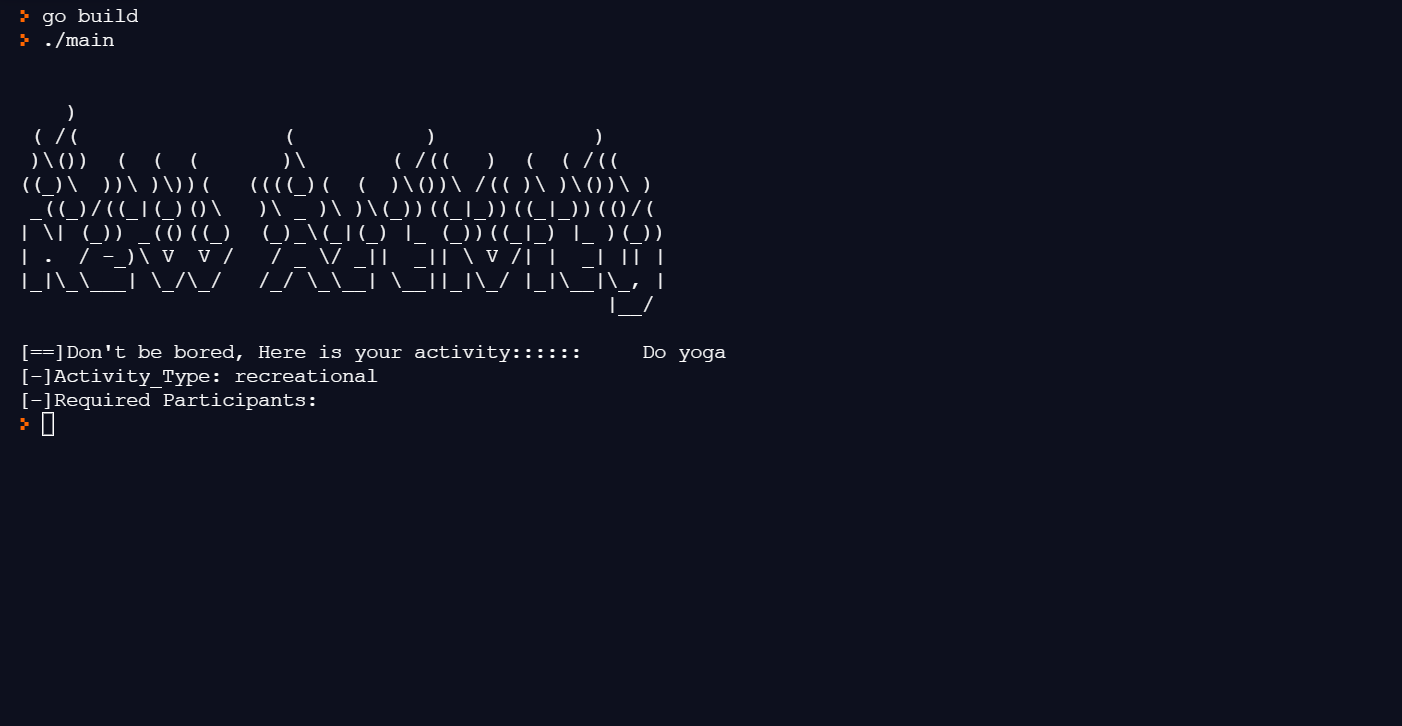 > go build
> ./main
    )
 ( /(                 (           )             )
 )\())  (  (  (       )\       ( /((   )  (  ( /((
((_)\  ))\ )\))(   ((((_)(  (  )\())\ /(( )\ )\())\ )
 _((_)/((_|(_)()\   )\ _ )\ )\(_))((_|_))((_|_))(()/(
| \| (_)) _(()((_)  (_)_\(_|(_) |_ (_))((_|_) |_ )(_))
| .  / -_)\ V  V /   / _ \/ _||  _|| \ V /| |  _| || |
|_|\_\___| \_/\_/   /_/ \_\__| \__||_|\_/ |_|\__|\_, |
                                                 |__/
[==]Don't be bored, Here is your activity::::::     Do yoga
[-]Activity_Type: recreational
[-]Required Participants:
>